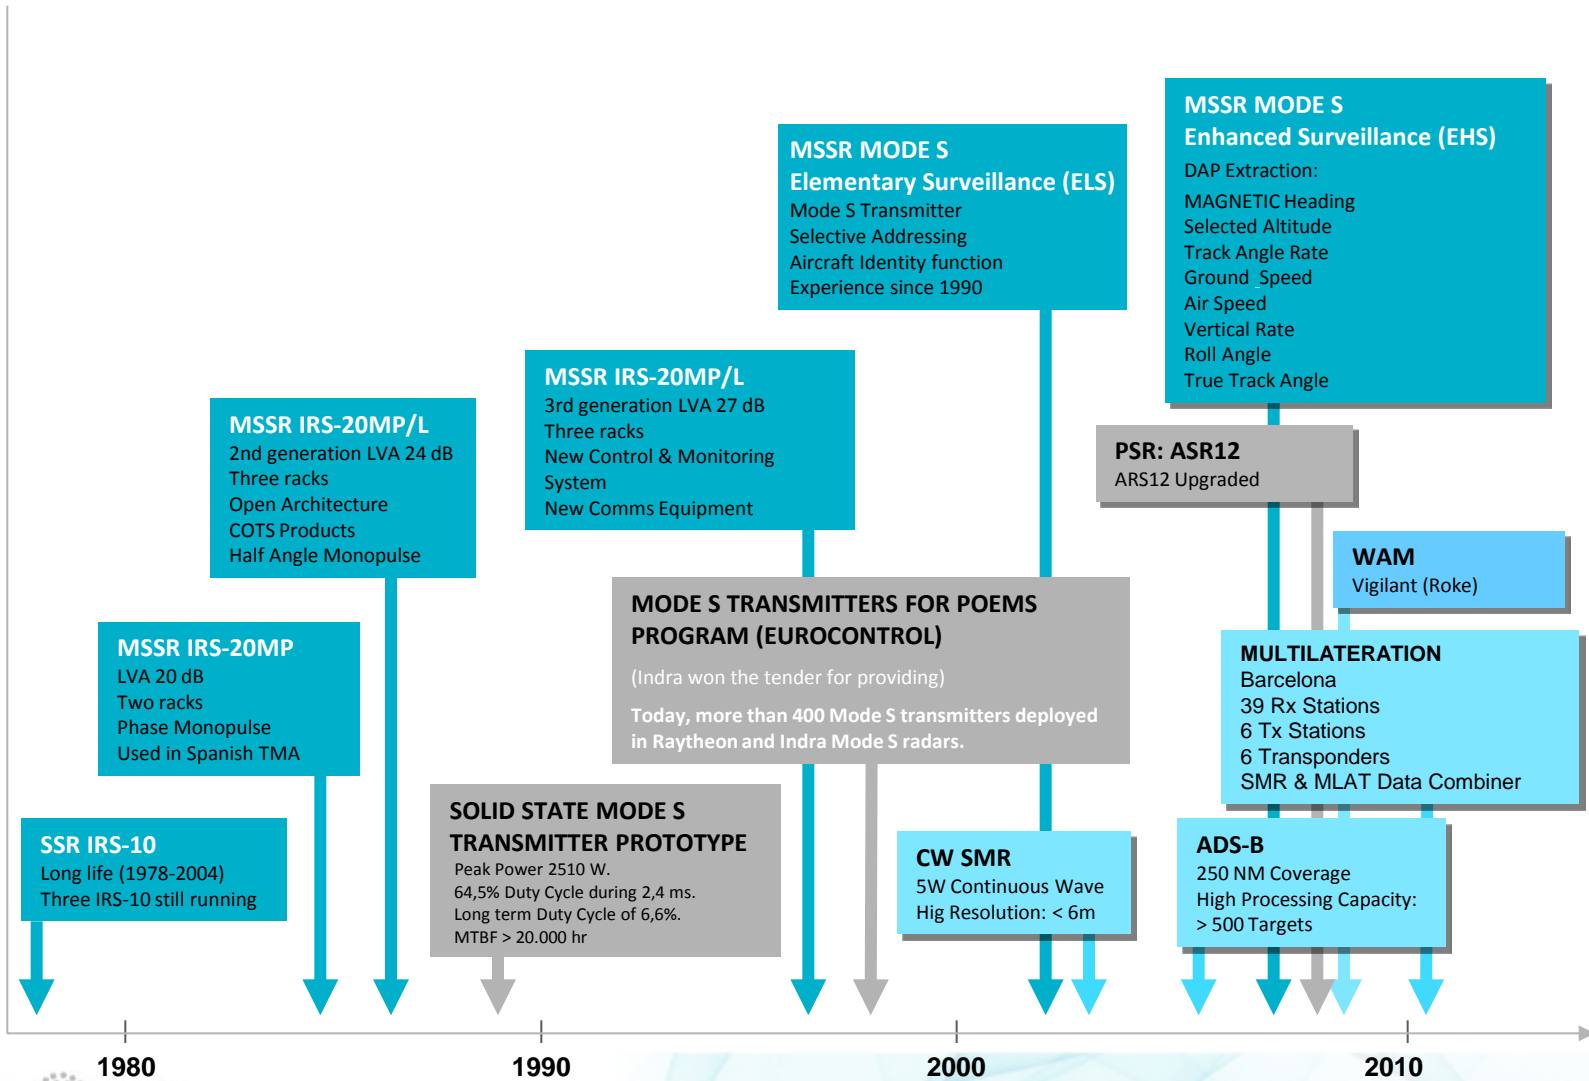 MSSR MODE S
Enhanced Surveillance (EHS)
DAP Extraction:
MAGNETIC Heading
Selected Altitude
Track Angle Rate
Ground _Speed
Air Speed
Vertical Rate
Roll Angle
True Track Angle
MSSR MODE S
Elementary Surveillance (ELS)
Mode S Transmitter
Selective Addressing
Aircraft Identity function
Experience since 1990
MSSR IRS-20MP/L
3rd generation LVA 27 dB
Three racks
New Control & Monitoring
System
New Comms Equipment
MSSR IRS-20MP/L
2nd generation LVA 24 dB
Three racks
Open Architecture
COTS Products
Half Angle Monopulse
PSR: ASR12
ARS12 Upgraded
WAM
Vigilant (Roke)
MODE S TRANSMITTERS FOR POEMS
PROGRAM (EUROCONTROL)
(Indra won the tender for providing)
Today, more than 400 Mode S transmitters deployed
in Raytheon and Indra Mode S radars.
MSSR IRS-20MP
LVA 20 dB
Two racks
Phase Monopulse
Used in Spanish TMA
MULTILATERATION
Barcelona
39 Rx Stations
6 Tx Stations
6 Transponders
SMR & MLAT Data Combiner
SOLID STATE MODE S
TRANSMITTER PROTOTYPE
Peak Power 2510 W.
64,5% Duty Cycle during 2,4 ms.
Long term Duty Cycle of 6,6%.
MTBF > 20.000 hr
SSR IRS-10
Long life (1978-2004)
Three IRS-10 still running
CW SMR
5W Continuous Wave
Hig Resolution: < 6m
ADS-B
250 NM Coverage
High Processing Capacity:
> 500 Targets
1980
1990
2000
2010